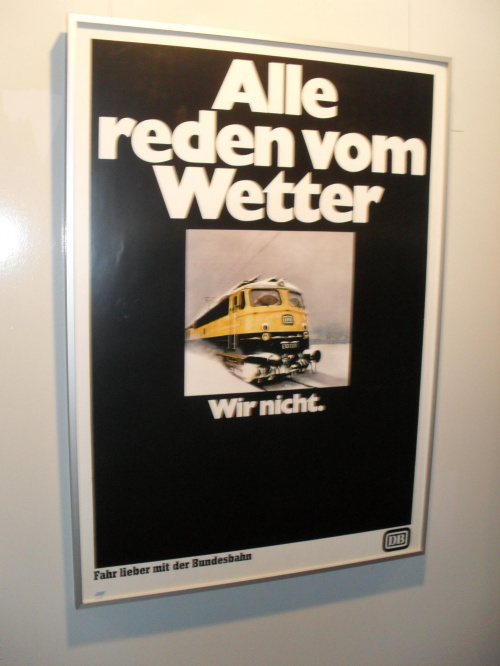 Alle
reden vom
Wetter
Wir nicht.
DB
Fahr lieber mit der Bundesbahn